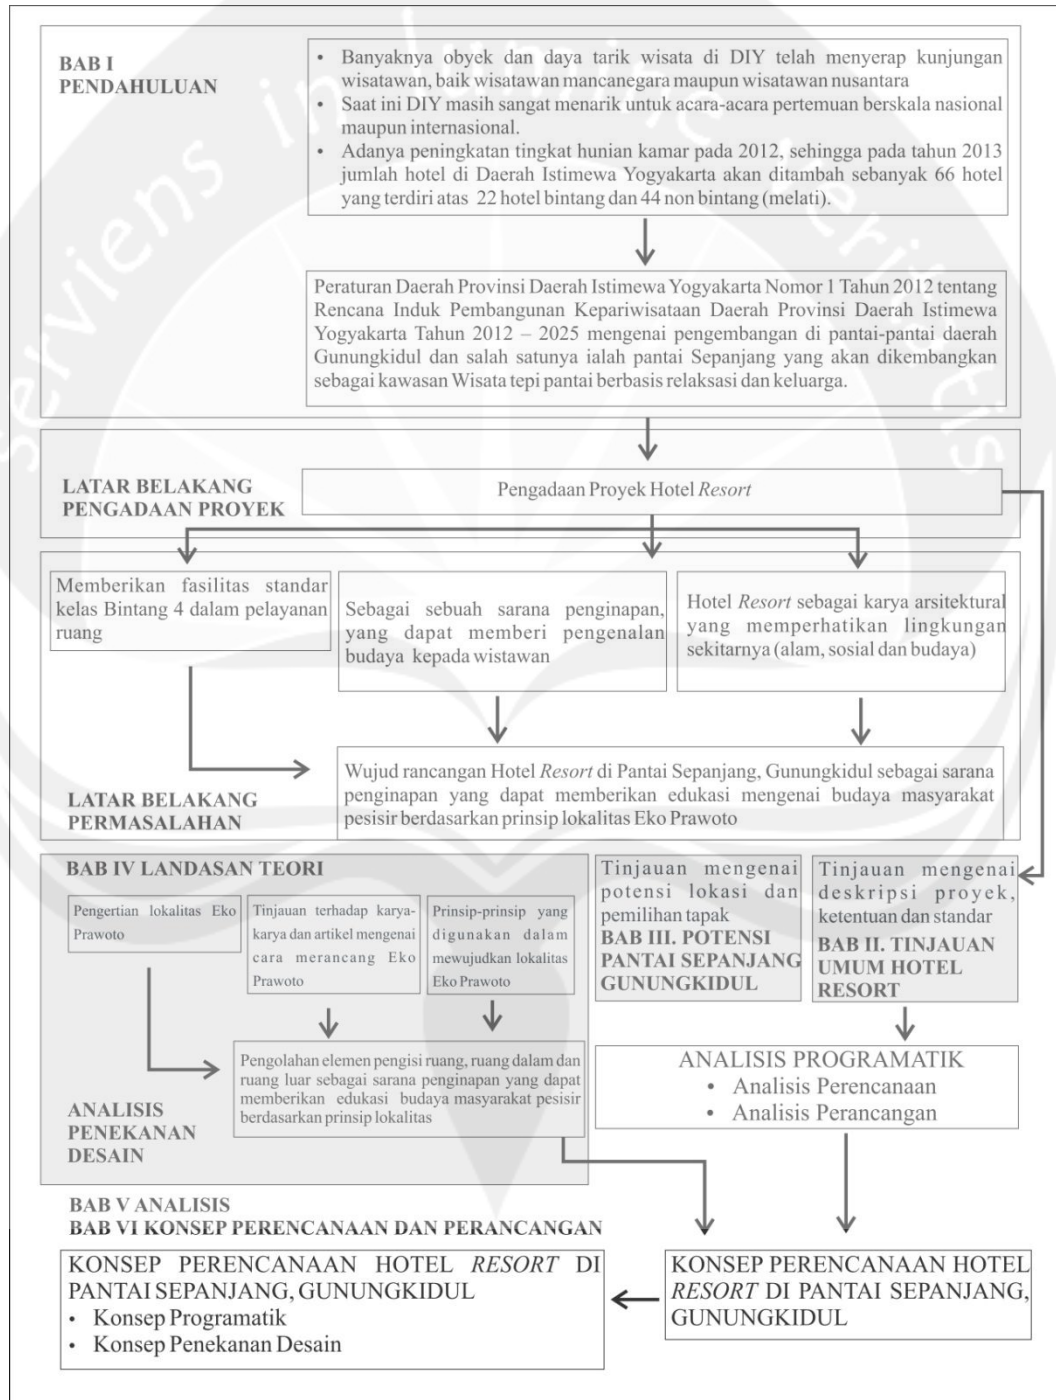 serviens in lumine veritatis
BAB I
PENDAHULUAN
• Banyaknya obyek dan daya tarik wisata di DIY telah menyerap kunjungan
wisatawan, baik wisatawan mancanegara maupun wisatawan nusantara
• Saat ini DIY masih sangat menarik untuk acara-acara pertemuan berskala nasional
maupun internasional.
• Adanya peningkatan tingkat hunian kamar pada 2012, sehingga pada tahun 2013
jumlah hotel di Daerah Istimewa Yogyakarta akan ditambah sebanyak 66 hotel
yang terdiri atas 22 hotel bintang dan 44 non bintang (melati).
Peraturan Daerah Provinsi Daerah Istimewa Yogyakarta Nomor 1 Tahun 2012 tentang
Rencana Induk Pembangunan Kepariwisataan Daerah Provinsi Daerah Istimewa
Yogyakarta Tahun 2012 – 2025 mengenai pengembangan di pantai-pantai daerah
Gunungkidul dan salah satunya ialah pantai Sepanjang yang akan dikembangkan
sebagai kawasan Wisata tepi pantai berbasis relaksasi dan keluarga.
LATAR BELAKANG
PENGADAAN PROYEK
Pengadaan Proyek Hotel Resort
Memberikan fasilitas standar
kelas Bintang 4 dalam pelayanan
ruang
Sebagai sebuah sarana penginapan,
yang dapat memberi pengenalan
budaya kepada wistawan
Hotel Resort sebagai karya arsitektural
yang memperhatikan lingkungan
sekitarnya (alam, sosial dan budaya)
Wujud rancangan Hotel Resort di Pantai Sepanjang, Gunungkidul sebagai sarana
penginapan yang dapat memberikan edukasi mengenai budaya masyarakat
pesisir berdasarkan prinsip lokalitas Eko Prawoto
LATAR BELAKANG
PERMASALAHAN
BAB IV LANDASAN TEORI
Pengertian lokalitas Eko
Prawoto
Tinjauan terhadap karya-
karya dan artikel mengenai
cara merancang Eko
Prawoto
Prinsip-prinsip yang
digunakan dalam
mewujudkan lokalitas
Eko Prawoto
Pengolahan elemen pengisi ruang, ruang dalam dan
ruang luar sebagai sarana penginapan yang dapat
memberikan edukasi budaya masyarakat pesisir
berdasarkan prinsip lokalitas
ANALISIS
PENEKANAN
DESAIN
Tinjauan mengenai
potensi lokasi dan
pemilihan tapak
BAB III. POTENSI
PANTAI SEPANJANG
GUNUNGKIDUL
Tinjauan mengenai
deskripsi proyek,
ketentuan dan standar
BAB II. TINJAUAN
UMUM HOTEL
RESORT
ANALISIS PROGRAMATIK
• Analisis Perencanaan
• Analisis Perancangan
BAB V ANALISIS
BAB VI KONSEP PERENCANAAN DAN PERANCANGAN
KONSEP PERENCANAAN HOTEL RESORT DI
PANTAI SEPANJANG, GUNUNGKIDUL
• Konsep Programatik
• Konsep Penekanan Desain
KONSEP PERENCANAAN HOTEL
RESORT DI PANTAI SEPANJANG,
GUNUNGKIDUL